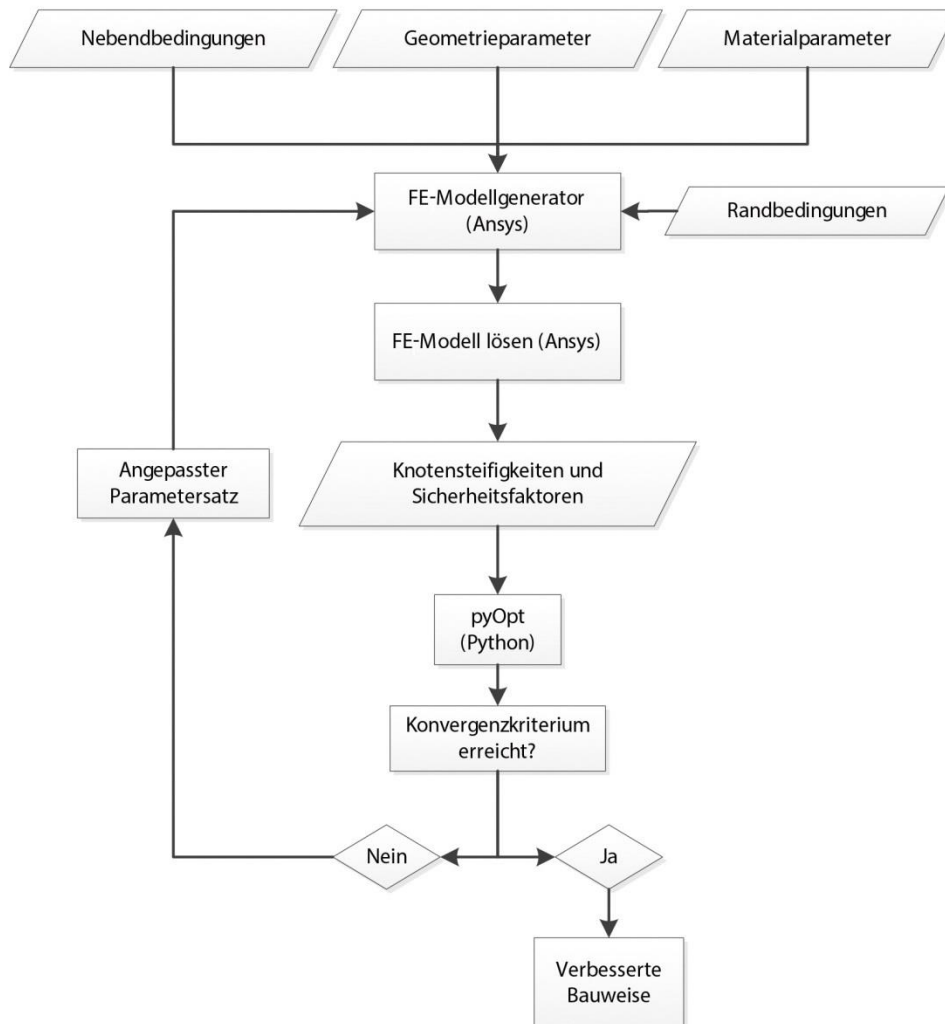 Nebendbedingungen
Geometrieparameter
Materialparameter
FE-Modellgenerator
(Ansys)
Randbedingungen
FE-Modell lösen (Ansys)
Knotensteifigkeiten und
Sicherheitsfaktoren
Angepasster
Parametersatz
pyOpt
(Python)
Konvergenzkriterium
erreicht?
Nein
Ja
Verbesserte
Bauweise